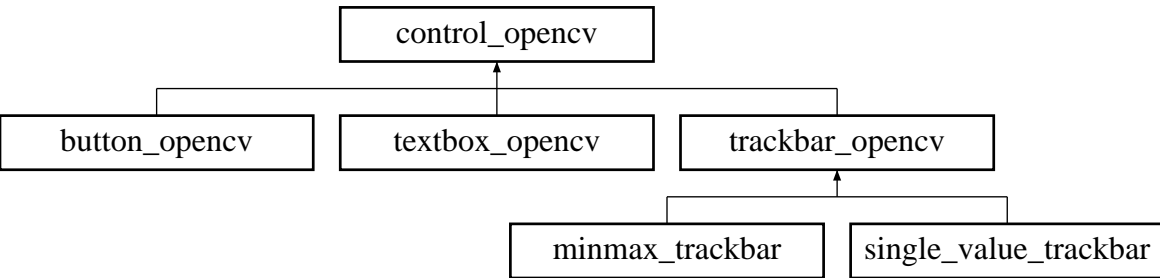 control_opencv
button_opencv
textbox_opencv
trackbar_opencv
minmax_trackbar
single_value_trackbar